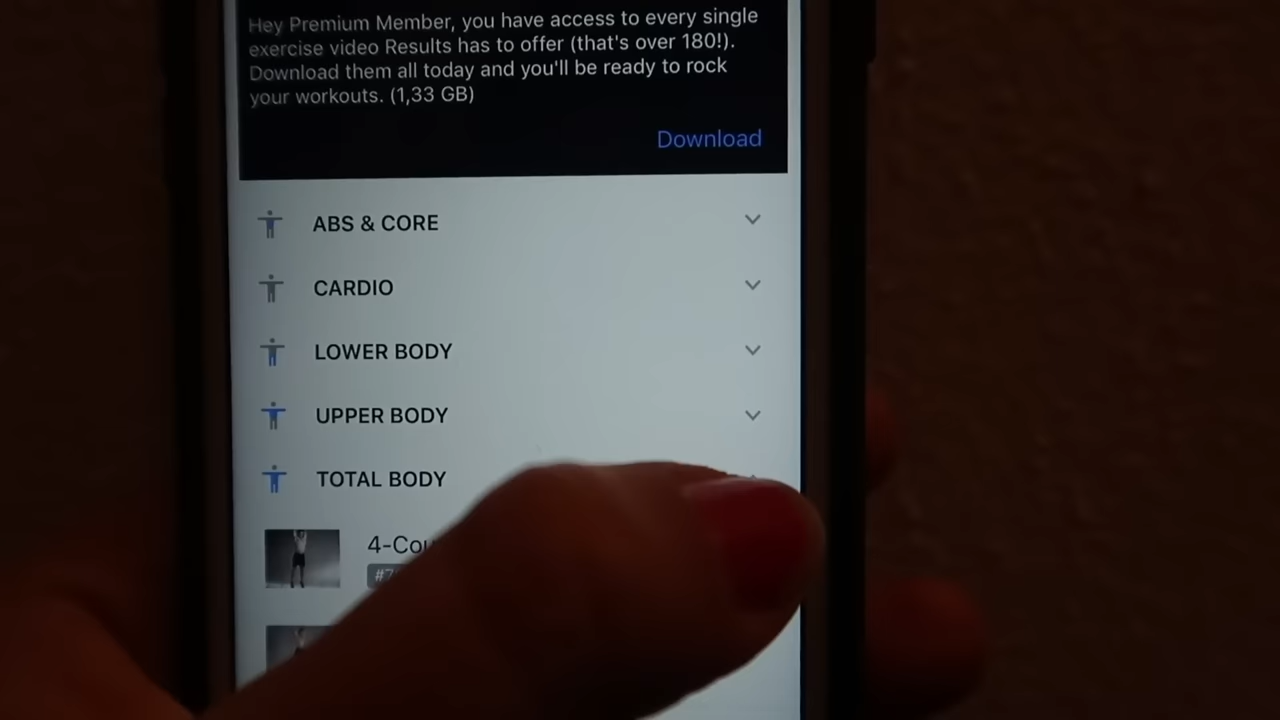 Hey Premium Member, you have access to every single
exercise video Results has to offer (that's over 180!).
Download them all today and you'll be ready to rock
your workouts. (1,33 GB)
Download
ABS & CORE
CARDIO
LOWER BODY
UPPER BODY
TOTAL BODY